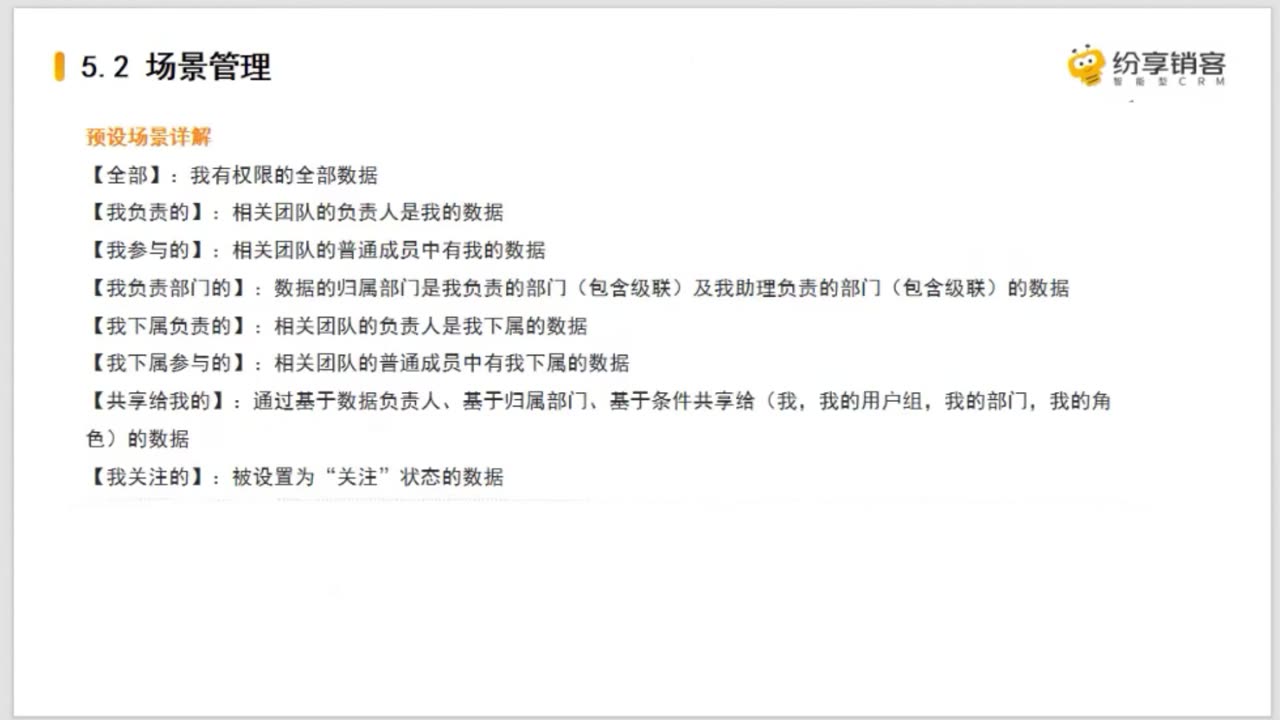 5.2 场景管理
纷享销客
智能型CRM
预设场景详解
【全部】：我有权限的全部数据
【我负责的】：相关团队的负责人是我的数据
【我参与的】：相关团队的普通成员中有我的数据
【我负责部门的】：数据的归属部门是我负责的部门（包含级联）及我助理负责的部门（包含级联）的数据
【我下属负责的】：相关团队的负责人是我下属的数据
【我下属参与的】：相关团队的普通成员中有我下属的数据
【共享给我的】：通过基于数据负责人、基于归属部门、基于条件共享给（我，我的用户组，我的部门，我的角
色）的数据
【我关注的】：被设置为“关注”状态的数据